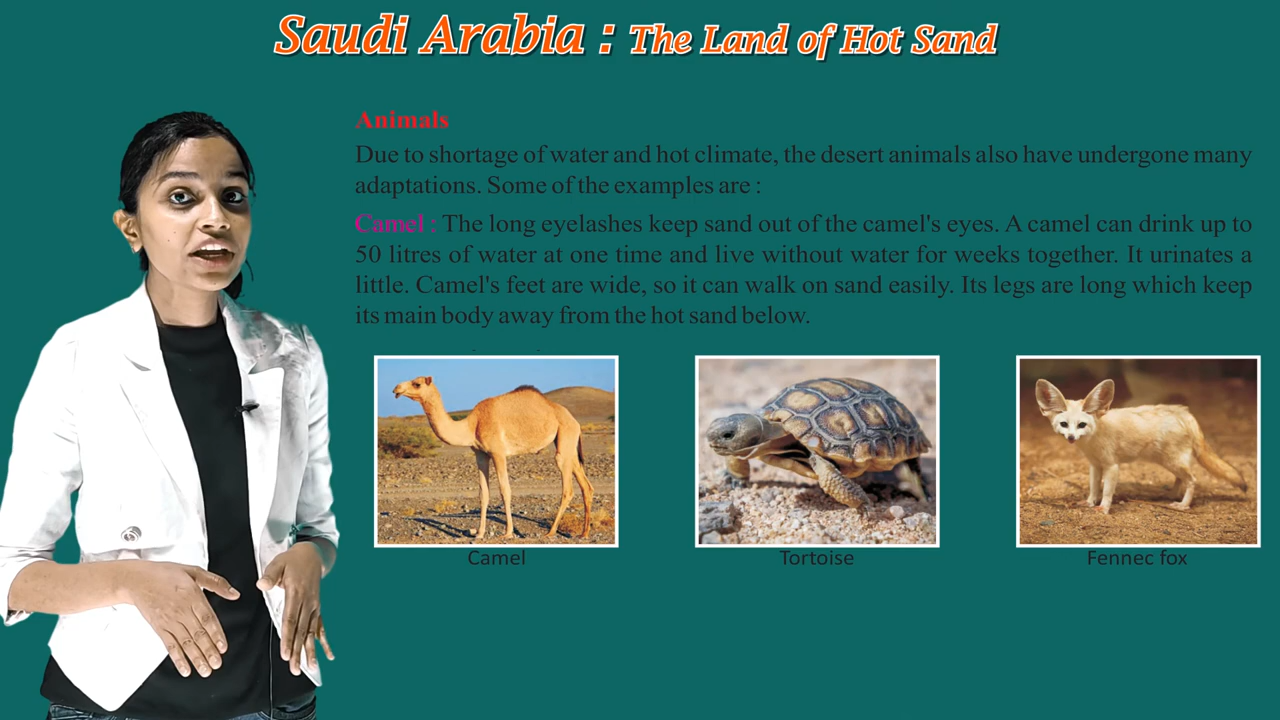 Saudi Arabia : The Land of Hot Sand
Animals
Due to shortage of water and hot climate, the desert animals also have undergone many
adaptations. Some of the examples are :
Camel : The long eyelashes keep sand out of the camel's eyes. A camel can drink up to
50 litres of water at one time and live without water for weeks together. It urinates a
little. Camel's feet are wide, so it can walk on sand easily. Its legs are long which keep
its main body away from the hot sand below.
Camel
Tortoise
Fennec fox